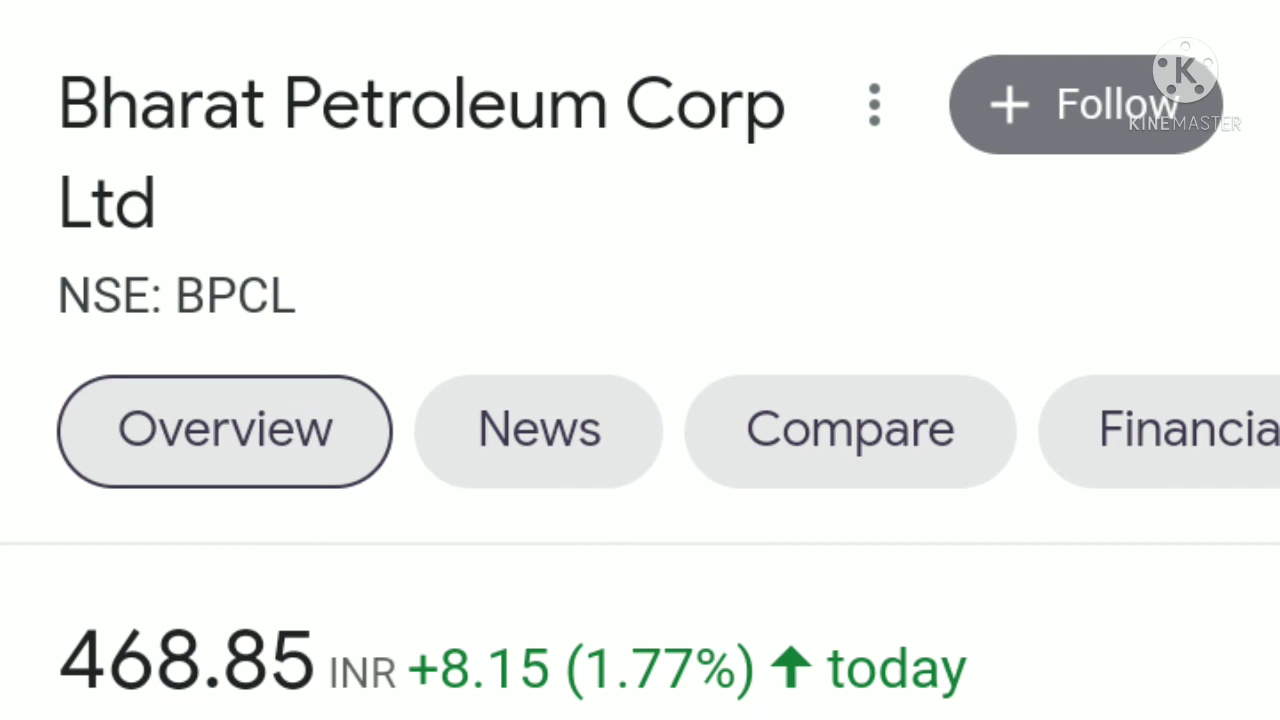 Bharat Petroleum Corp
Ltd
+ Follow
KINEMASTER
NSE: BPCL
Overview
News
Compare
Financia
468.85 INR +8.15 (1.77%) ↑ today